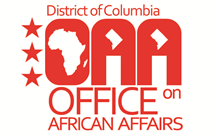 District of Columbia
OAA
OFFICE on
AFRICAN AFFAIRS